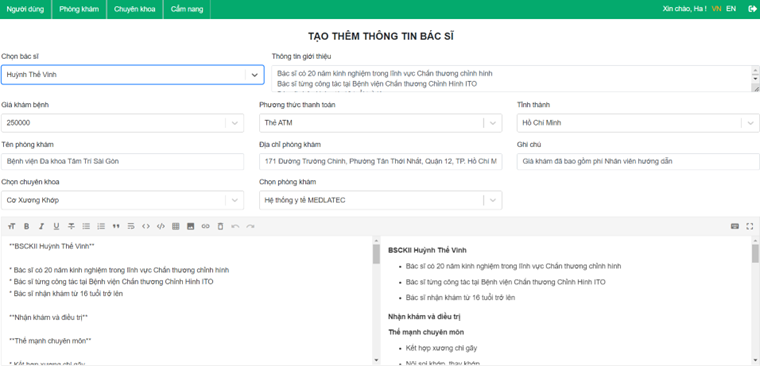 Người dùng Phòng khám Chuyên khoa Cẩm nang Xin chào, Ha ! VN EN
TẠO THÊM THÔNG TIN BÁC SĨ
Chọn bác sĩ Thông tin giới thiệu
Huỳnh Thế Vinh
Bác sĩ có 20 năm kinh nghiệm trong lĩnh vực Chấn thương chỉnh hình
Bác sĩ từng công tác tại Bệnh viện Chấn thương Chỉnh Hình ITO
Giá khám bệnh Phương thức thanh toán Tỉnh thành
250000 Thẻ ATM Hồ Chí Minh
Tên phòng khám Địa chỉ phòng khám Ghi chú
Bệnh viện Đa khoa Tâm Trí Sài Gòn 171 Đường Trường Chinh, Phường Tân Thới Nhất, Quận 12, TP. Hồ Chí M Giá khám đã bao gồm phí Nhân viên hướng dẫn
Chọn chuyên khoa Chọn phòng khám
Cơ Xương Khớp Hệ thống y tế MEDLATEC
**BSCKII Huỳnh Thế Vinh**
* Bác sĩ có 20 năm kinh nghiệm trong lĩnh vực Chấn thương chỉnh hình
* Bác sĩ từng công tác tại Bệnh viện Chấn thương Chỉnh Hình ITO
* Bác sĩ nhận khám từ 16 tuổi trở lên
**Nhận khám và điều trị**
**Thế mạnh chuyên môn**
* Kết hợp xương chi gãy
BSCKII Huỳnh Thế Vinh
• Bác sĩ có 20 năm kinh nghiệm trong lĩnh vực Chấn thương chỉnh hình
• Bác sĩ từng công tác tại Bệnh viện Chấn thương Chỉnh Hình ITO
• Bác sĩ nhận khám từ 16 tuổi trở lên
Nhận khám và điều trị
Thế mạnh chuyên môn
• Kết hợp xương chi gãy
• Nội soi khớp, thay khớp